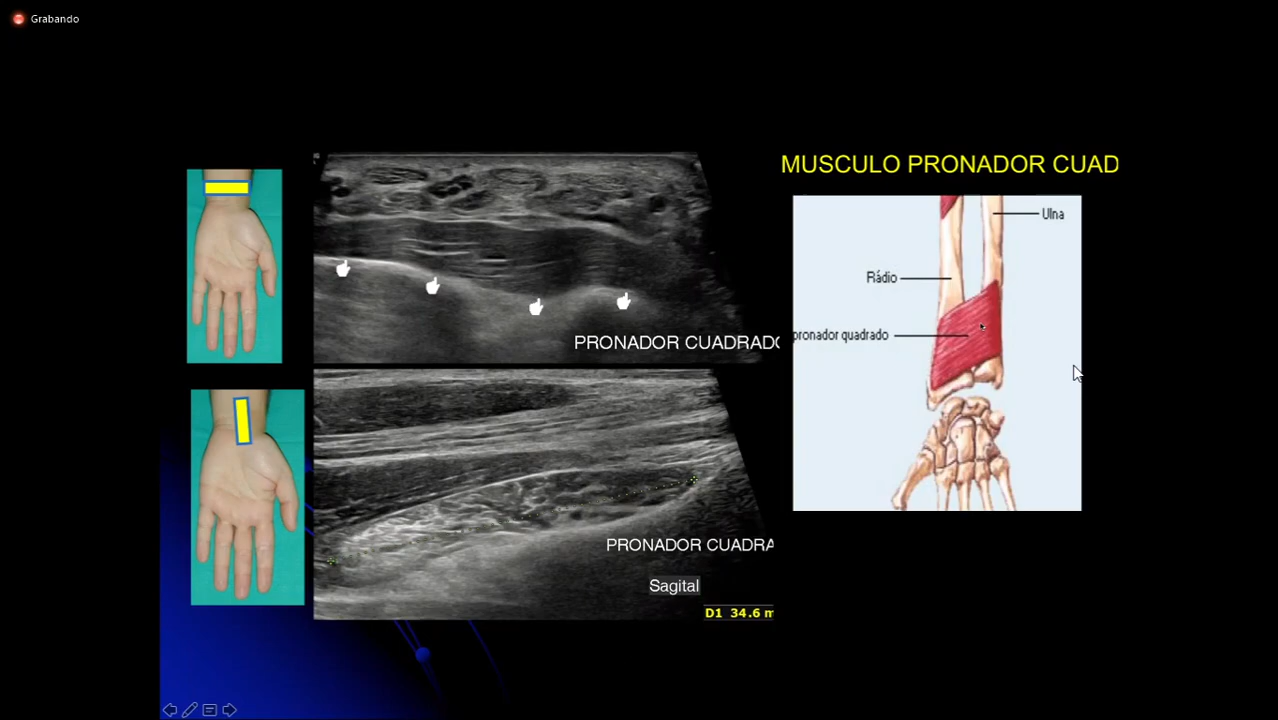 Grabando
MUSCULO PRONADOR CUAD
Ulna
Rádio
pronador quadrado
PRONADOR CUADRADO
PRONADOR CUADRA
Sagital
D1 34.6 m